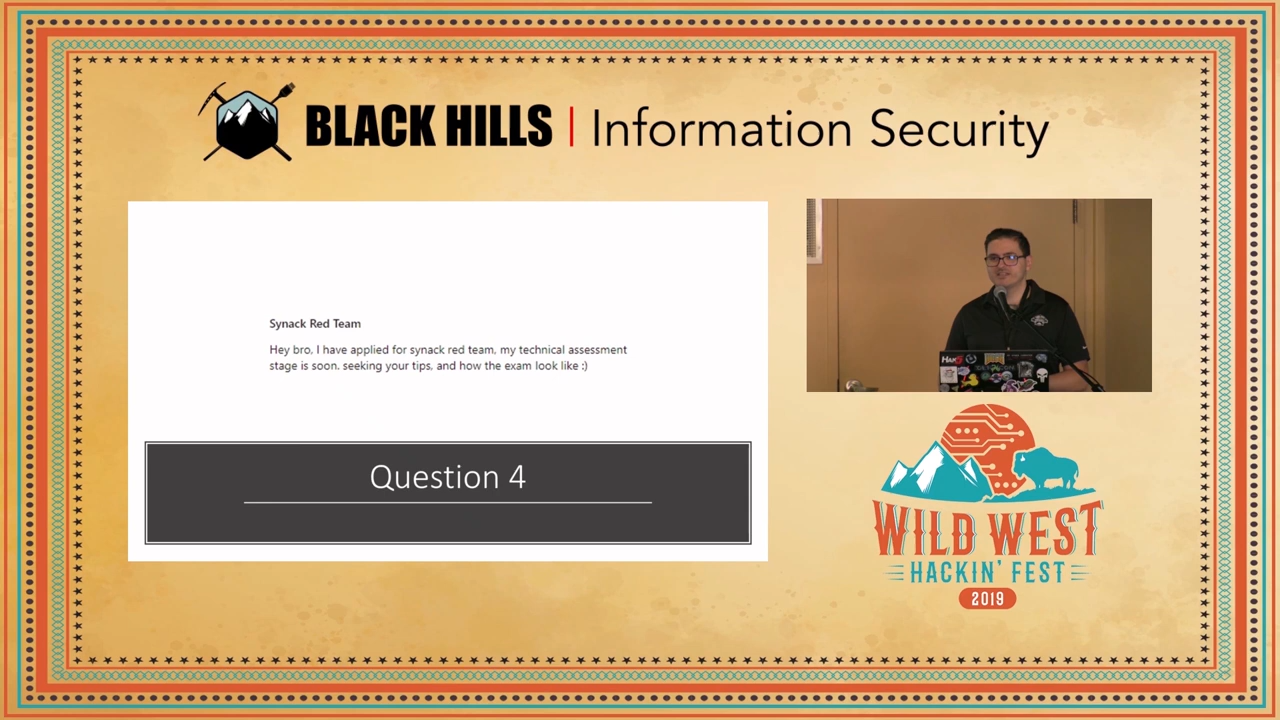 BLACK HILLS | Information Security
Synack Red Team
Hey bro, I have applied for synack red team, my technical assessment
stage is soon. seeking your tips, and how the exam look like :)
Question 4
WILD WEST
HACKIN' FEST
2019